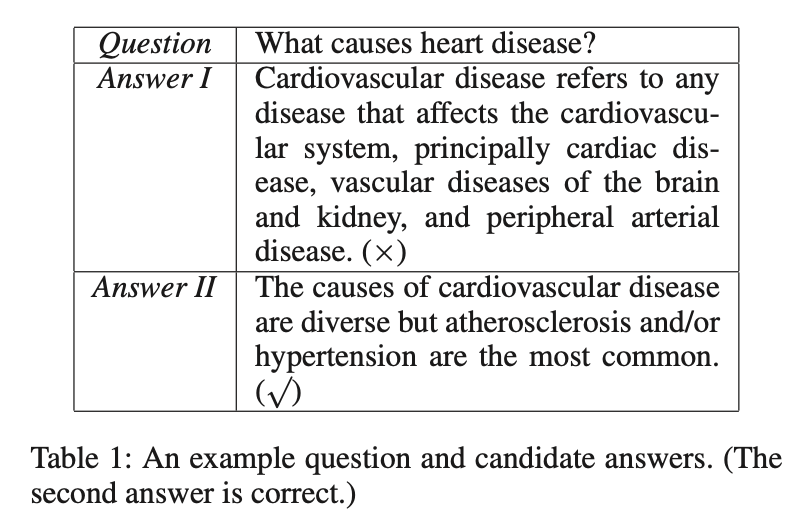 Question What causes heart disease?
Answer I Cardiovascular disease refers to any
disease that affects the cardiovascu-
lar system, principally cardiac dis-
ease, vascular diseases of the brain
and kidney, and peripheral arterial
disease. (×)
Answer II The causes of cardiovascular disease
are diverse but atherosclerosis and/or
hypertension are the most common.
(√)
Table 1: An example question and candidate answers. (The
second answer is correct.)